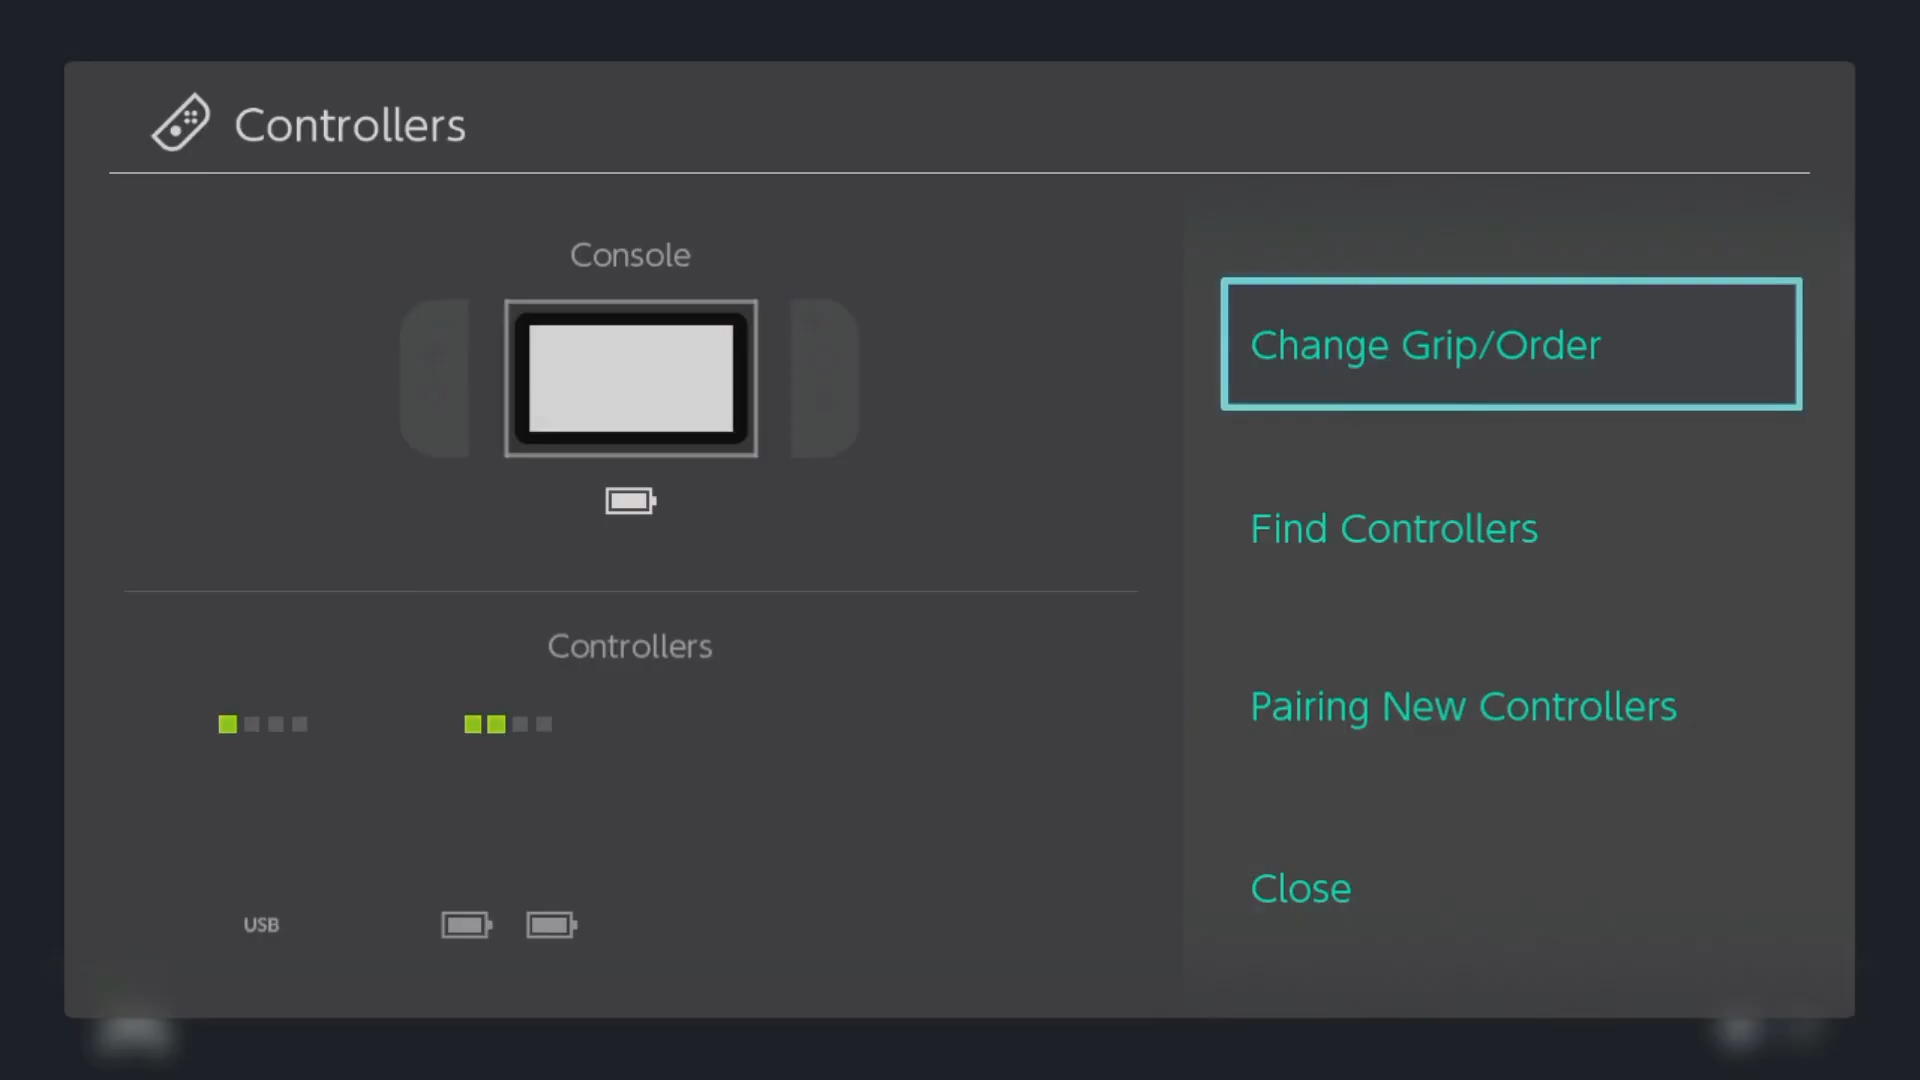 Controllers
Console
Controllers
USB
Change Grip/Order
Find Controllers
Pairing New Controllers
Close